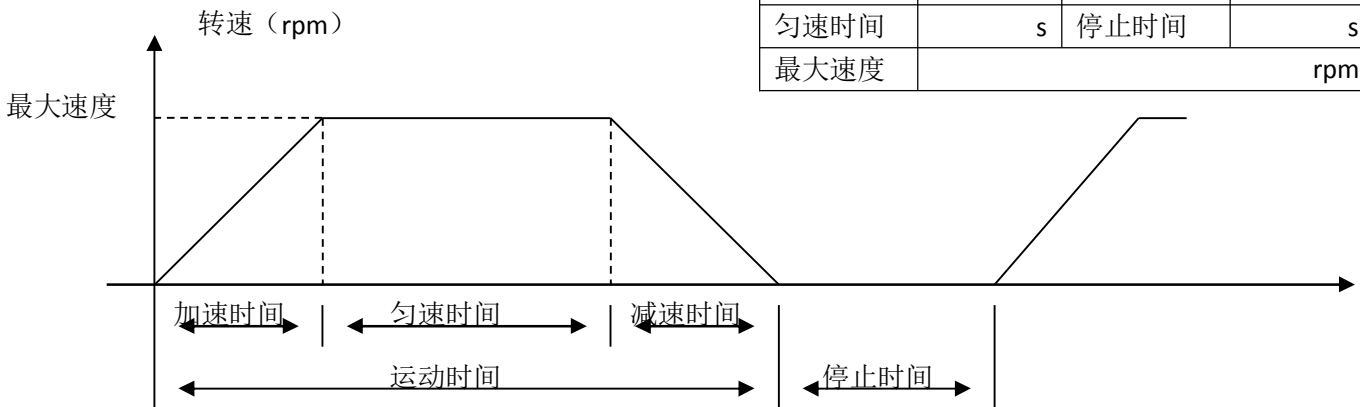 转速（rpm）
匀速时间 s 停止时间 s
最大速度 rpm
最大速度
加速时间 匀速时间 减速时间
运动时间 停止时间